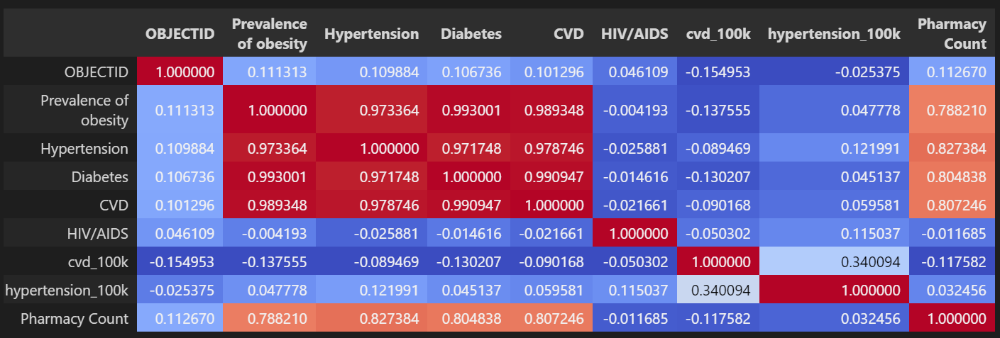 OBJECTID Prevalence of obesity Hypertension Diabetes CVD HIV/AIDS cvd_100k hypertension_100k Pharmacy Count
OBJECTID 1.000000 0.111313 0.109884 0.106736 0.101296 0.046109 -0.154953 -0.025375 0.112670
Prevalence of obesity 0.111313 1.000000 0.973364 0.993001 0.989348 -0.004193 -0.137555 0.047778 0.788210
Hypertension 0.109884 0.973364 1.000000 0.971748 0.978746 -0.025881 -0.089469 0.121991 0.827384
Diabetes 0.106736 0.993001 0.971748 1.000000 0.990947 -0.014616 -0.130207 0.045137 0.804838
CVD 0.101296 0.989348 0.978746 0.990947 1.000000 -0.021661 -0.090168 0.059581 0.807246
HIV/AIDS 0.046109 -0.004193 -0.025881 -0.014616 -0.021661 1.000000 -0.050302 0.115037 -0.011685
cvd_100k -0.154953 -0.137555 -0.089469 -0.130207 -0.090168 -0.050302 1.000000 0.340094 -0.117582
hypertension_100k -0.025375 0.047778 0.121991 0.045137 0.059581 0.115037 0.340094 1.000000 0.032456
Pharmacy Count 0.112670 0.788210 0.827384 0.804838 0.807246 -0.011685 -0.117582 0.032456 1.000000